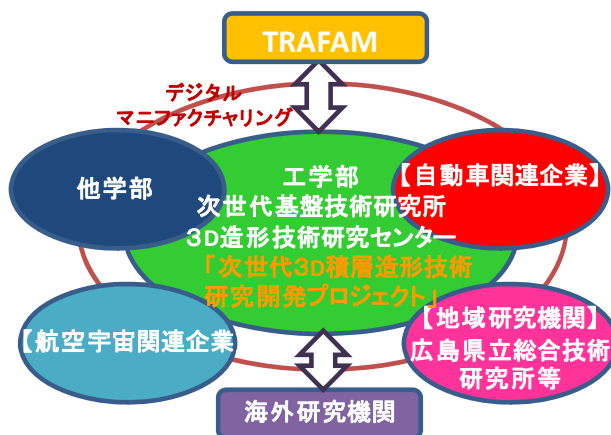 TRAFAM
デジタル
マニファクチャリング
他学部
工学部
次世代基盤技術研究所
3D造形技術研究センター
「次世代3D積層造形技術
研究開発プロジェクト」
【自動車関連企業】
【航空宇宙関連企業】
【地域研究機関】
広島県立総合技術
研究所等
海外研究機関